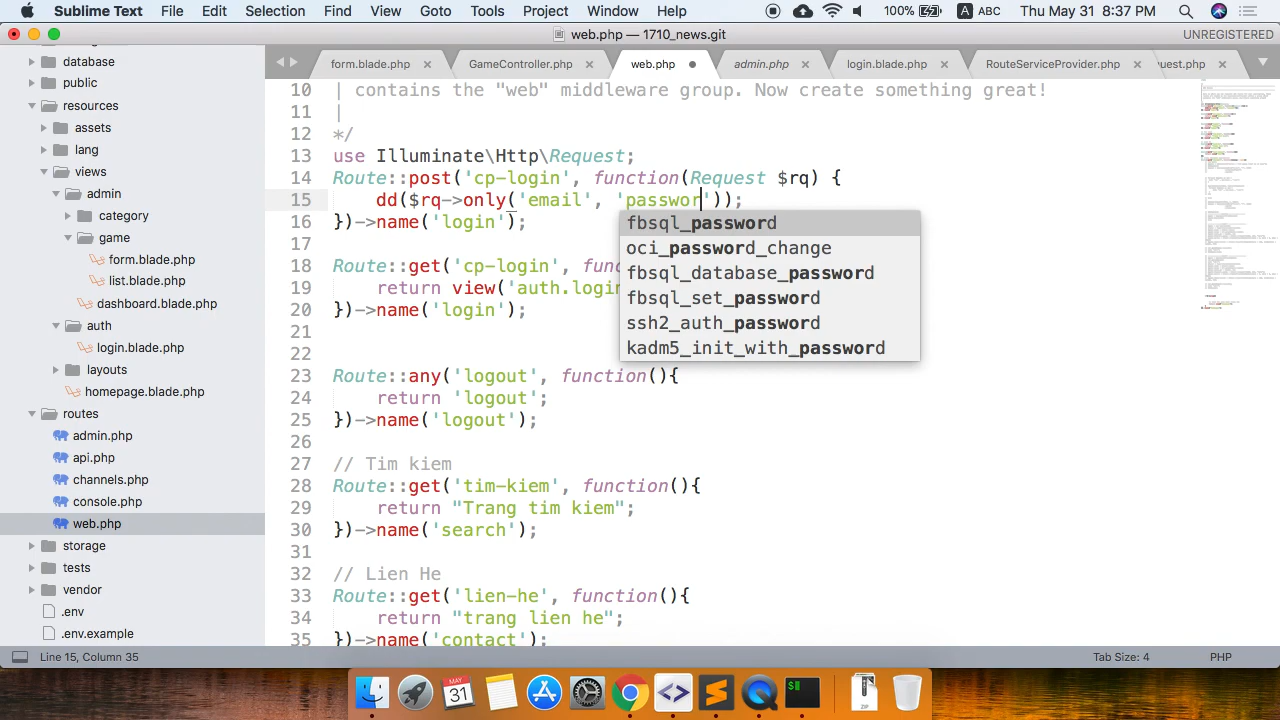 Sublime Text File Edit Selection Find View Goto Tools Project Window Help 100% A ABC Thu May 31 8:37 PM
web.php — 1710_news.git UNREGISTERED
form.blade.php GameController.php web.php admin.php login.blade.php RouteServiceProvider.php quest.php
database
public
resources
assets
lang
category
game
form.blade.php
list.blade.php
dashboard.blade.php
login.blade.php
layouts
homepage.blade.php
routes
admin.php
api.php
channels.php
console.php
web.php
storage
tests
vendor
.env
.env.example
10 | contains the "web" middleware group. Now create something great!
11 |
12 */
13 use Illuminate\Http\Request;
14 Route::post('cp-login', function(Request $rq) {
15 dd($rq->only('email', 'passwor'));
16 })->name('login')
17
18 Route::get('cp-login', func
19 return view('auth.login
20 })->name('login');
21
22
23 Route::any('logout', function(){
24 return 'logout';
25 })->name('logout');
26
27 // Tim kiem
28 Route::get('tim-kiem', function(){
29 return "Trang tim kiem";
30 })->name('search');
31
32 // Lien He
33 Route::get('lien-he', function(){
34 return "trang lien he";
35 })->name('contact');
fbsql_password
oci_password_change
fbsql_database_password
fbsql_set_password
ssh2_auth_password
kadm5_init_with_password
Line 15, Column 35 Tab Size: 4 PHP
MAY
31
ZIP